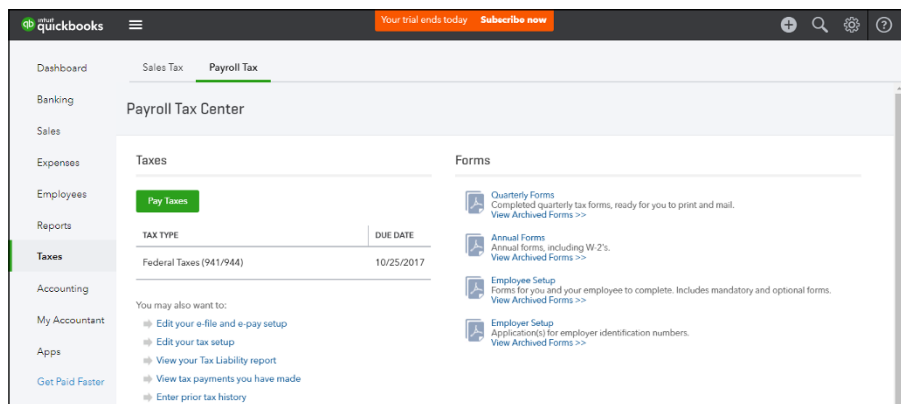 intuit
quickbooks
Your trial ends today Subscribe now
Dashboard
Banking
Sales
Expenses
Employees
Reports
Taxes
Accounting
My Accountant
Apps
Get Paid Faster
Sales Tax Payroll Tax
Payroll Tax Center
Taxes
Pay Taxes
TAX TYPE DUE DATE
Federal Taxes (941/944) 10/25/2017
You may also want to:
Edit your e-file and e-pay setup
Edit your tax setup
View your Tax Liability report
View tax payments you have made
Enter prior tax history
Forms
Quarterly Forms
Completed quarterly tax forms, ready for you to print and mail.
View Archived Forms >>
Annual Forms
Annual forms, including W-2's.
View Archived Forms >>
Employee Setup
Forms for you and your employee to complete. Includes mandatory and optional forms.
View Archived Forms >>
Employer Setup
Application(s) for employer identification numbers.
View Archived Forms >>